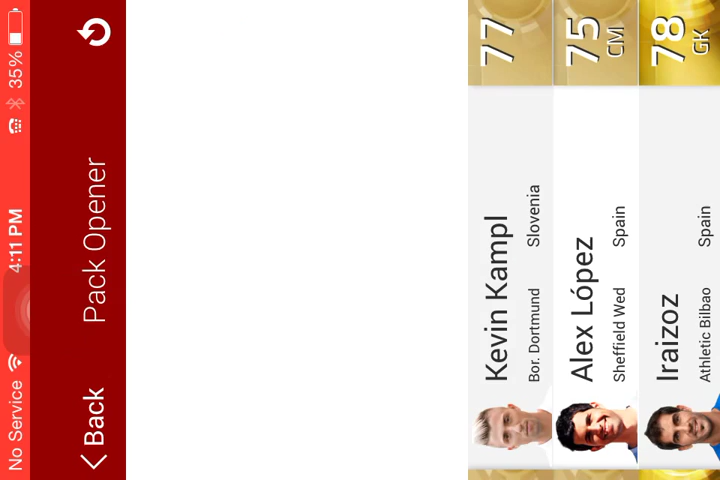 No Service 4:11 PM 35%
Back Pack Opener
Kevin Kampl 77
Bor. Dortmund Slovenia
Alex López 75
Sheffield Wed Spain CM
Iraizoz 78
Athletic Bilbao Spain GK